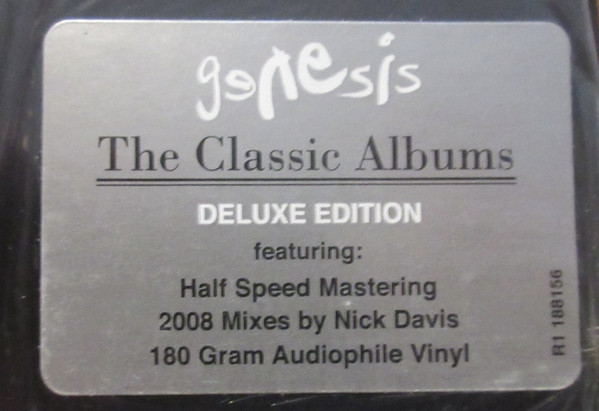 genesis
The Classic Albums
DELUXE EDITION
featuring:
Half Speed Mastering
2008 Mixes by Nick Davis
180 Gram Audiophile Vinyl
R1 188156